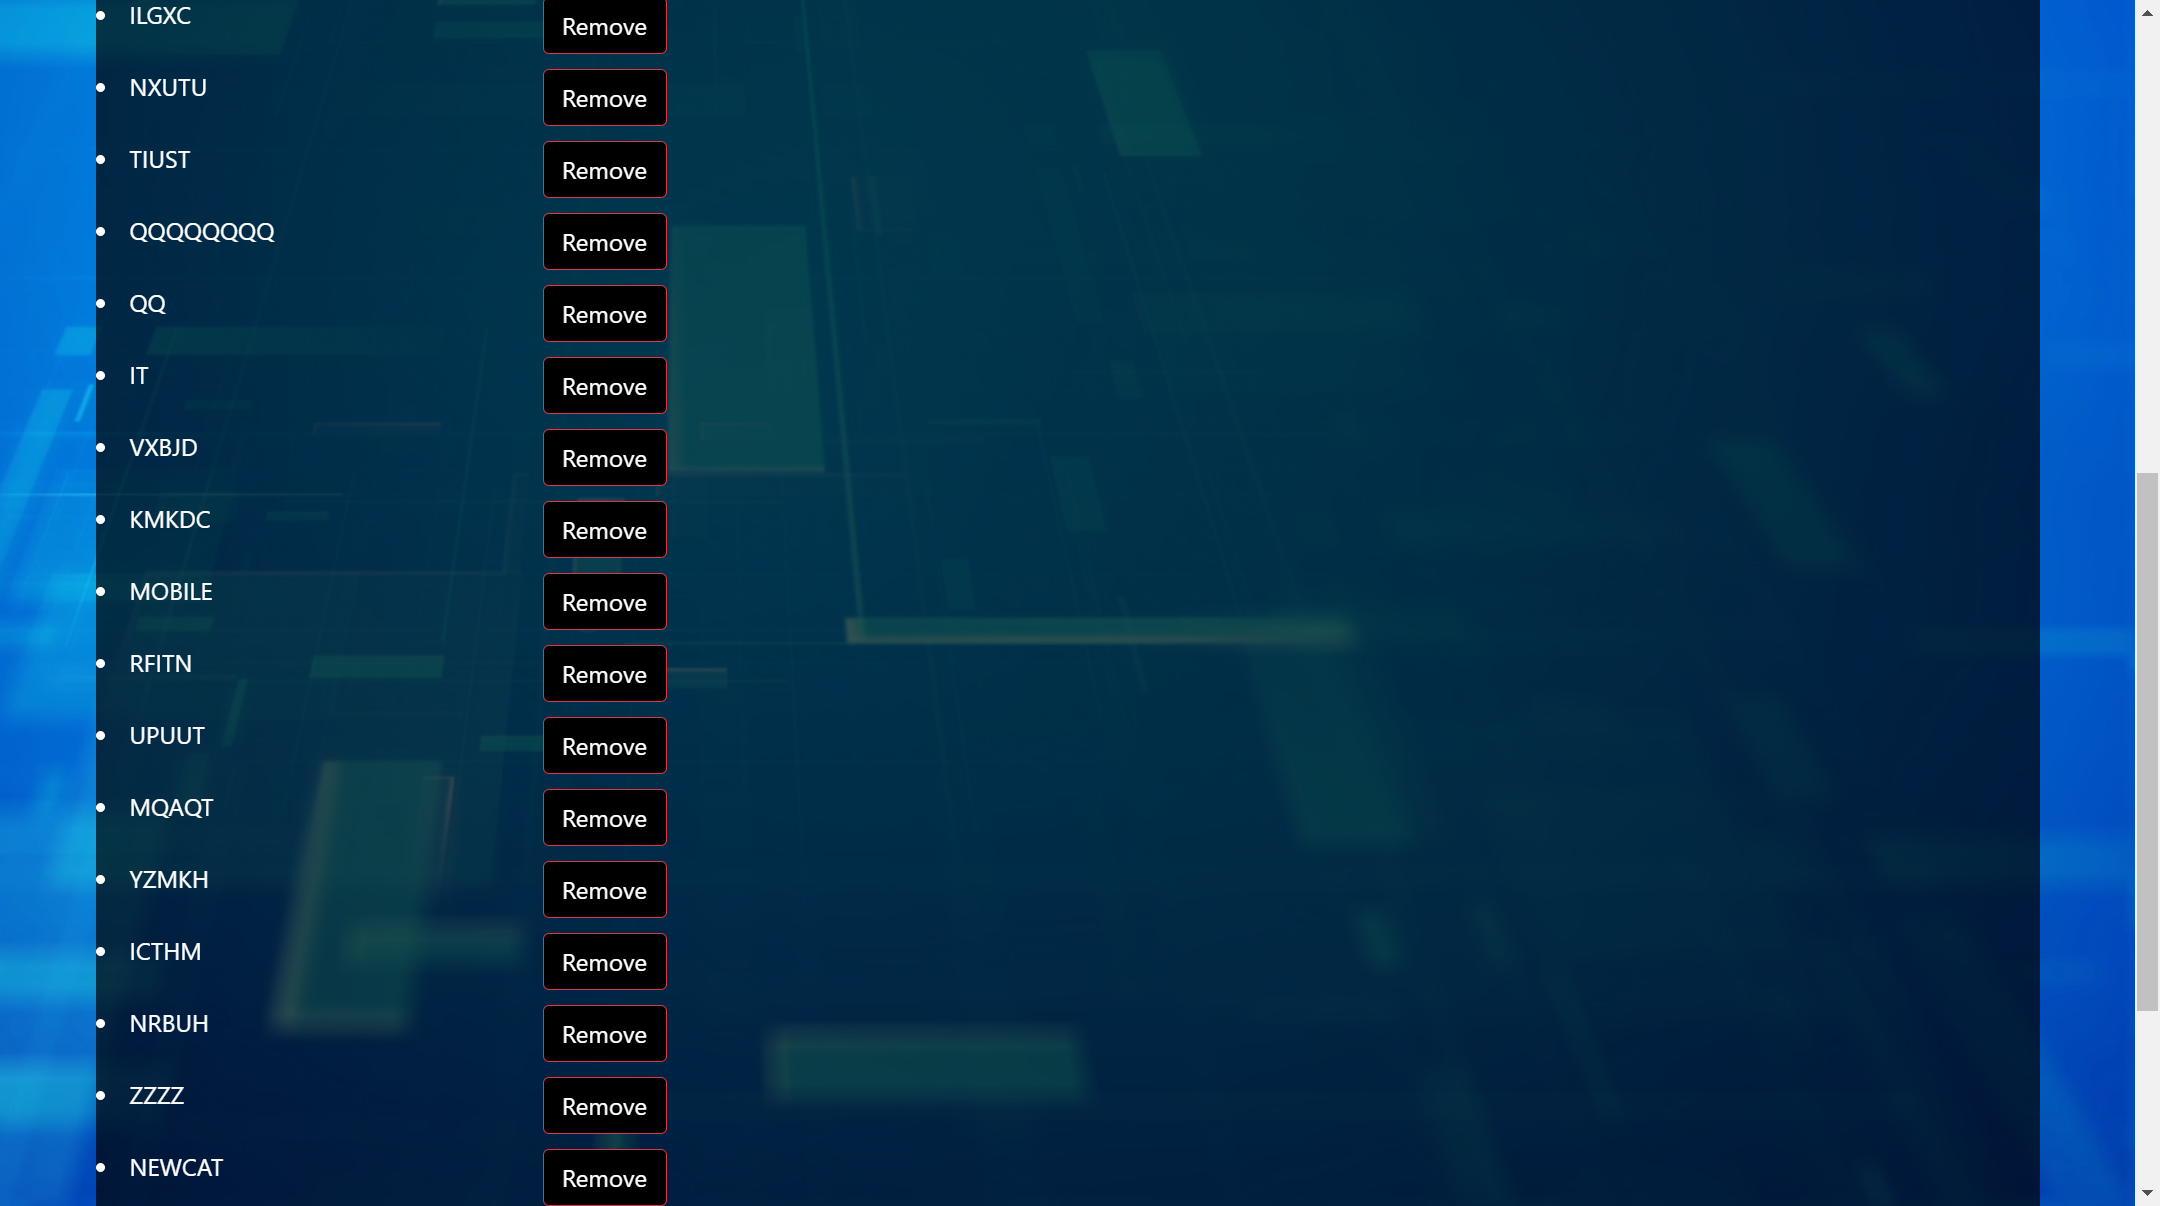 ILGXC Remove
NXUTU Remove
TIUST Remove
QQQQQQQQ Remove
QQ Remove
IT Remove
VXBJD Remove
KMKDC Remove
MOBILE Remove
RFITN Remove
UPUUT Remove
MQAQT Remove
YZMKH Remove
ICTHM Remove
NRBUH Remove
ZZZZ Remove
NEWCAT Remove